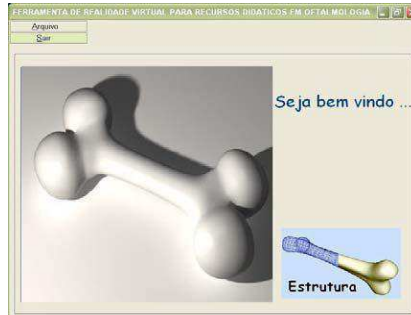 FERRAMENTA DE REALIDADE VIRTUAL PARA RECURSOS DIDATICOS EM OFTALMOLOGIA
Arquivo
Sair
Seja bem vindo ...
Estrutura